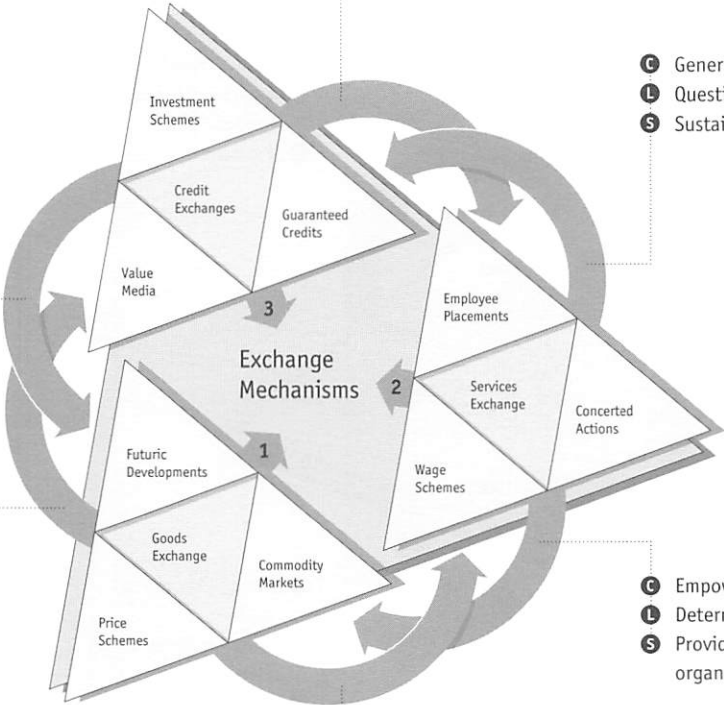 Investment
Schemes
Credit
Exchanges
Guaranteed
Credits
Value
Media
3
Exchange
Mechanisms
Employee
Placements
2
Services
Exchange
Concerted
Actions
Wage
Schemes
1
Futuric
Developments
Goods
Exchange
Commodity
Markets
Price
Schemes
C Gener
L Questi
S Sustai
C Empow
L Deterr
S Provid
organ